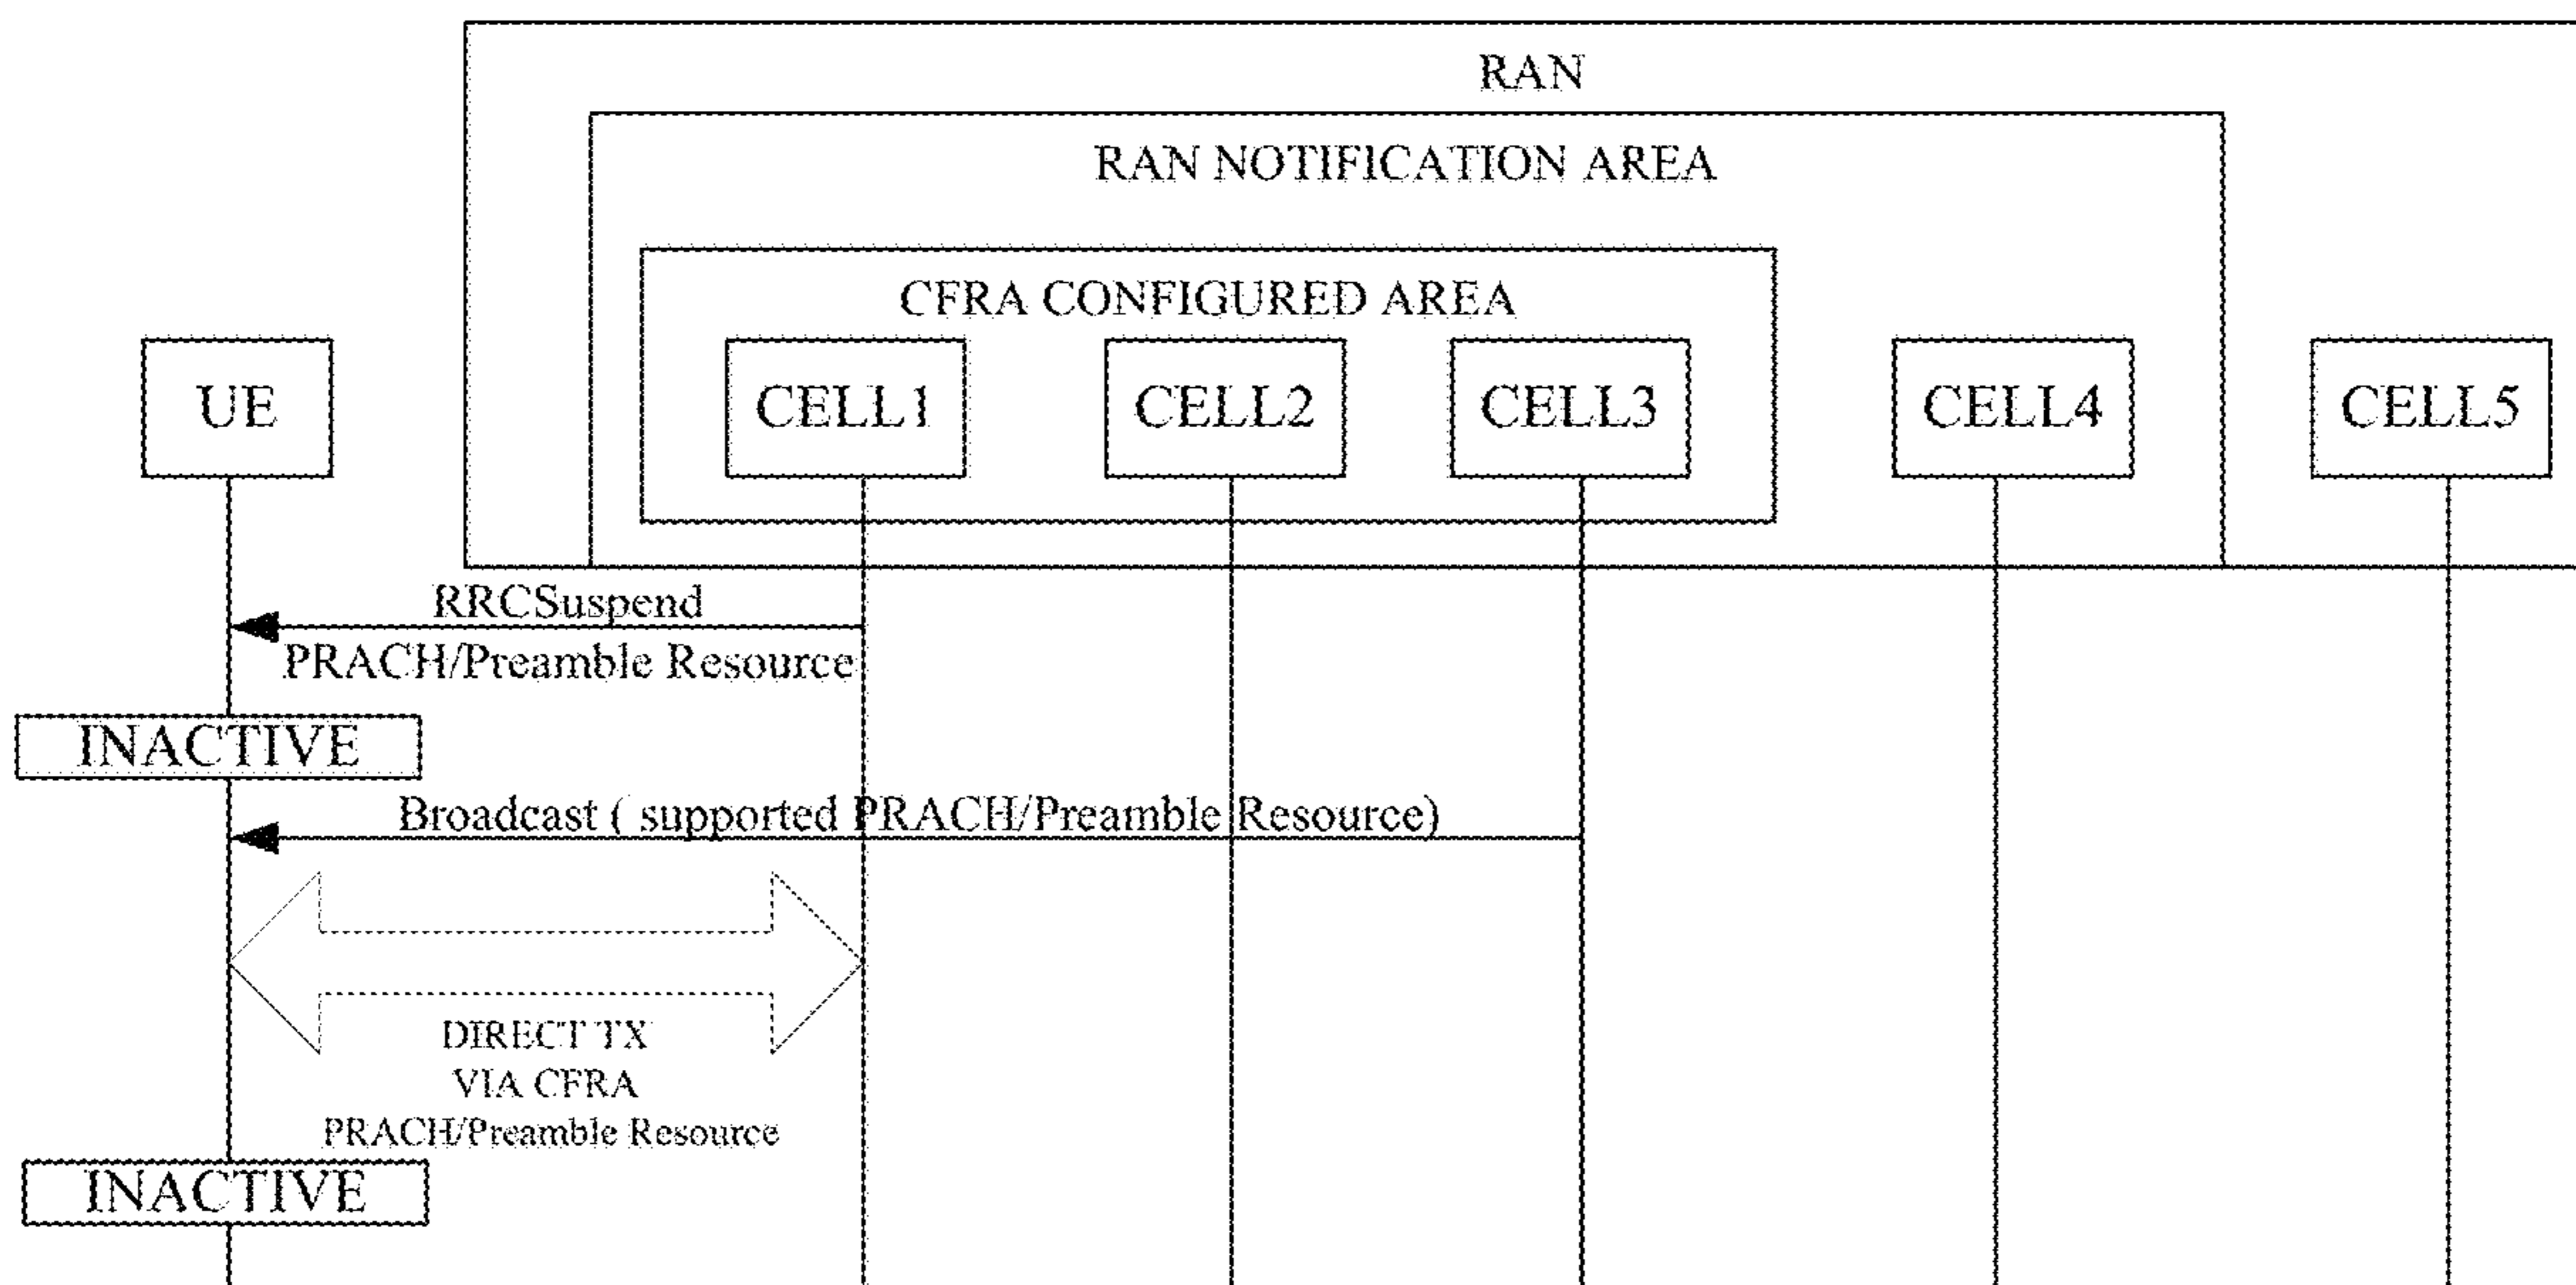 RAN
RAN NOTIFICATION AREA
CFRA CONFIGURED AREA
UE
CELL1
CELL2
CELL3
CELL4
CELL5
RRCSuspend
PRACH/Preamble Resource
INACTIVE
Broadcast ( supported PRACH/Preamble Resource)
DIRECT TX
VIA CFRA
PRACH/Preamble Resource
INACTIVE